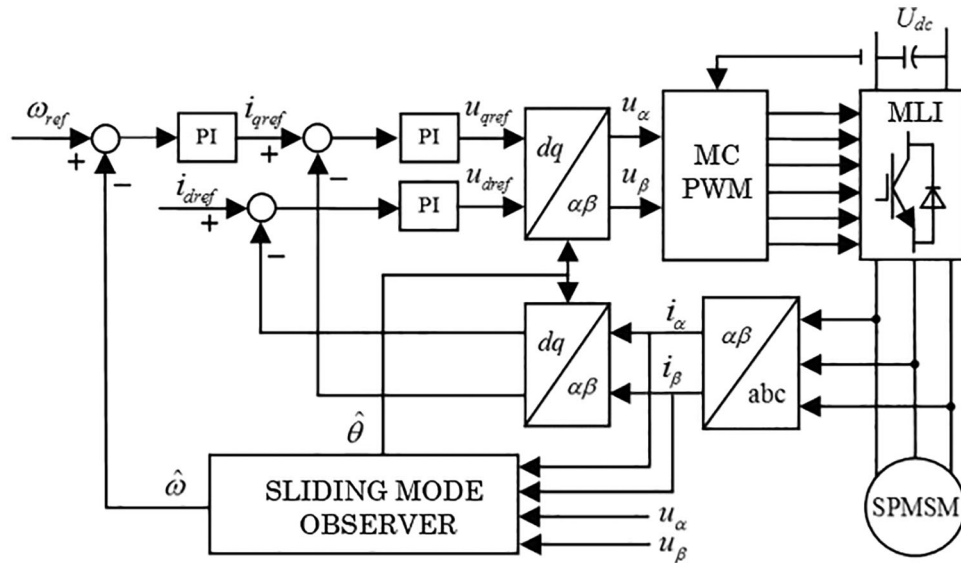 U_dc
ω_ref
+
−
PI
i_qref
+
−
PI
u_qref
dq
αβ
u_α
u_β
MC
PWM
MLI
i_dref
+
−
PI
u_dref
dq
αβ
i_α
i_β
αβ
abc
θ̂
ω̂
SLIDING MODE
OBSERVER
u_α
u_β
SPMSM